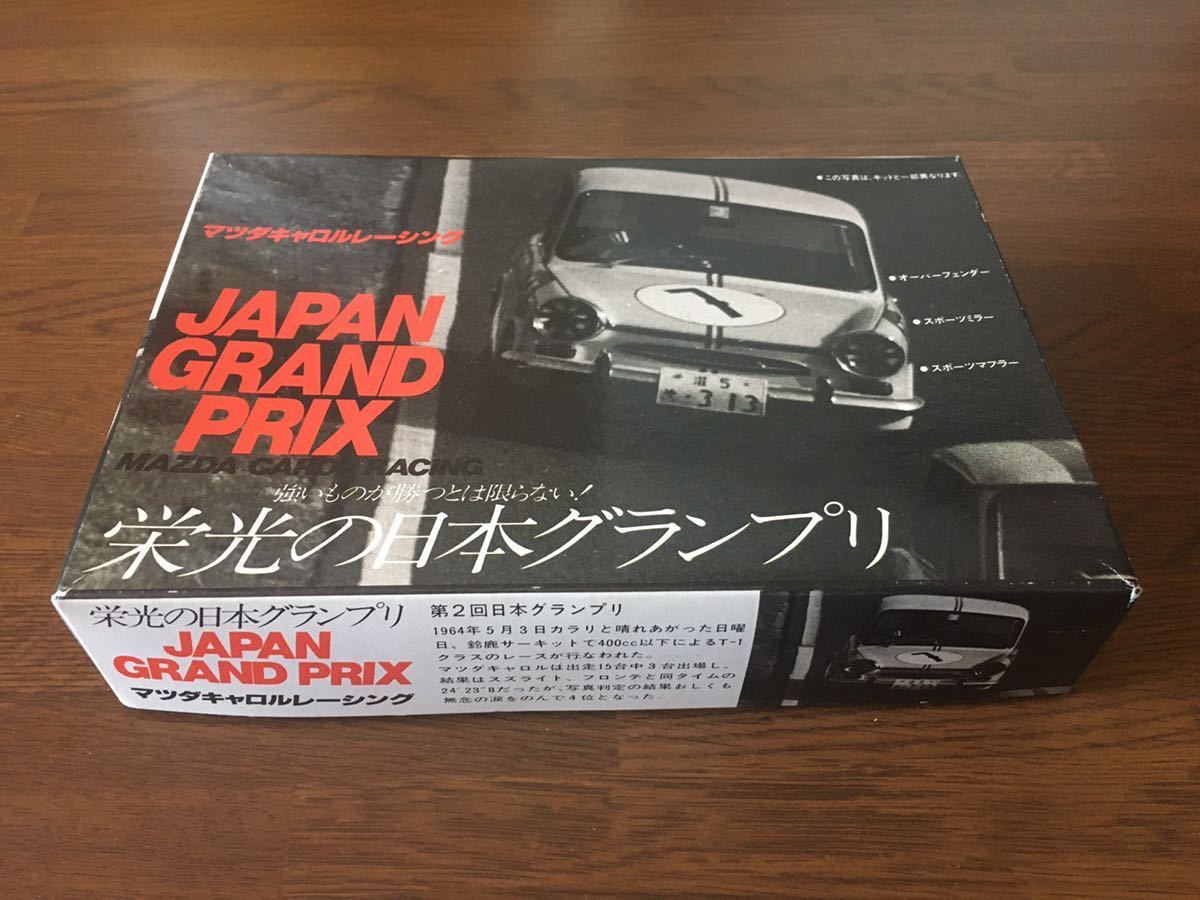 ●この写真は、キットと一部異なります
マツダキャロルレーシング
JAPAN
GRAND
PRIX
MAZDA CAROL RACING
●オーバーフェンダー
●スポーツミラー
●スポーツマフラー
5
3 13
強いものが勝つとは限らない!
栄光の日本グランプリ
栄光の日本グランプリ
JAPAN
GRAND PRIX
マツダキャロルレーシング
第2回日本グランプリ
1964年5月3日カラリと晴れあがった日曜
日、鈴鹿サーキットで400cc以下によるT-I
クラスのレースが行なわれた。
マツダキャロルは出走15台中3台出場し、
結果はスズライト、フロンテと同タイムの
24'23"8だったが、写真判定の結果おしくも
無念の涙をのんで4位となった。